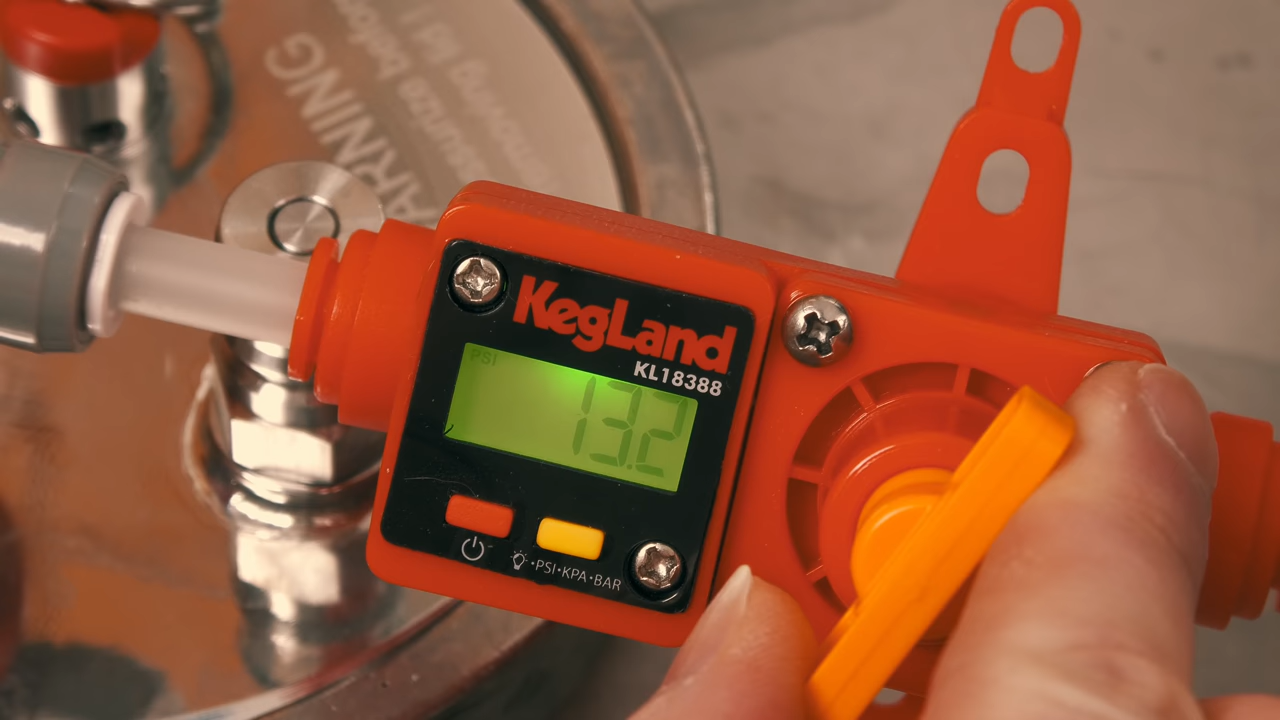 WARNING
KegLand
KL18388
PSI
13.2
PSI•KPA•BAR